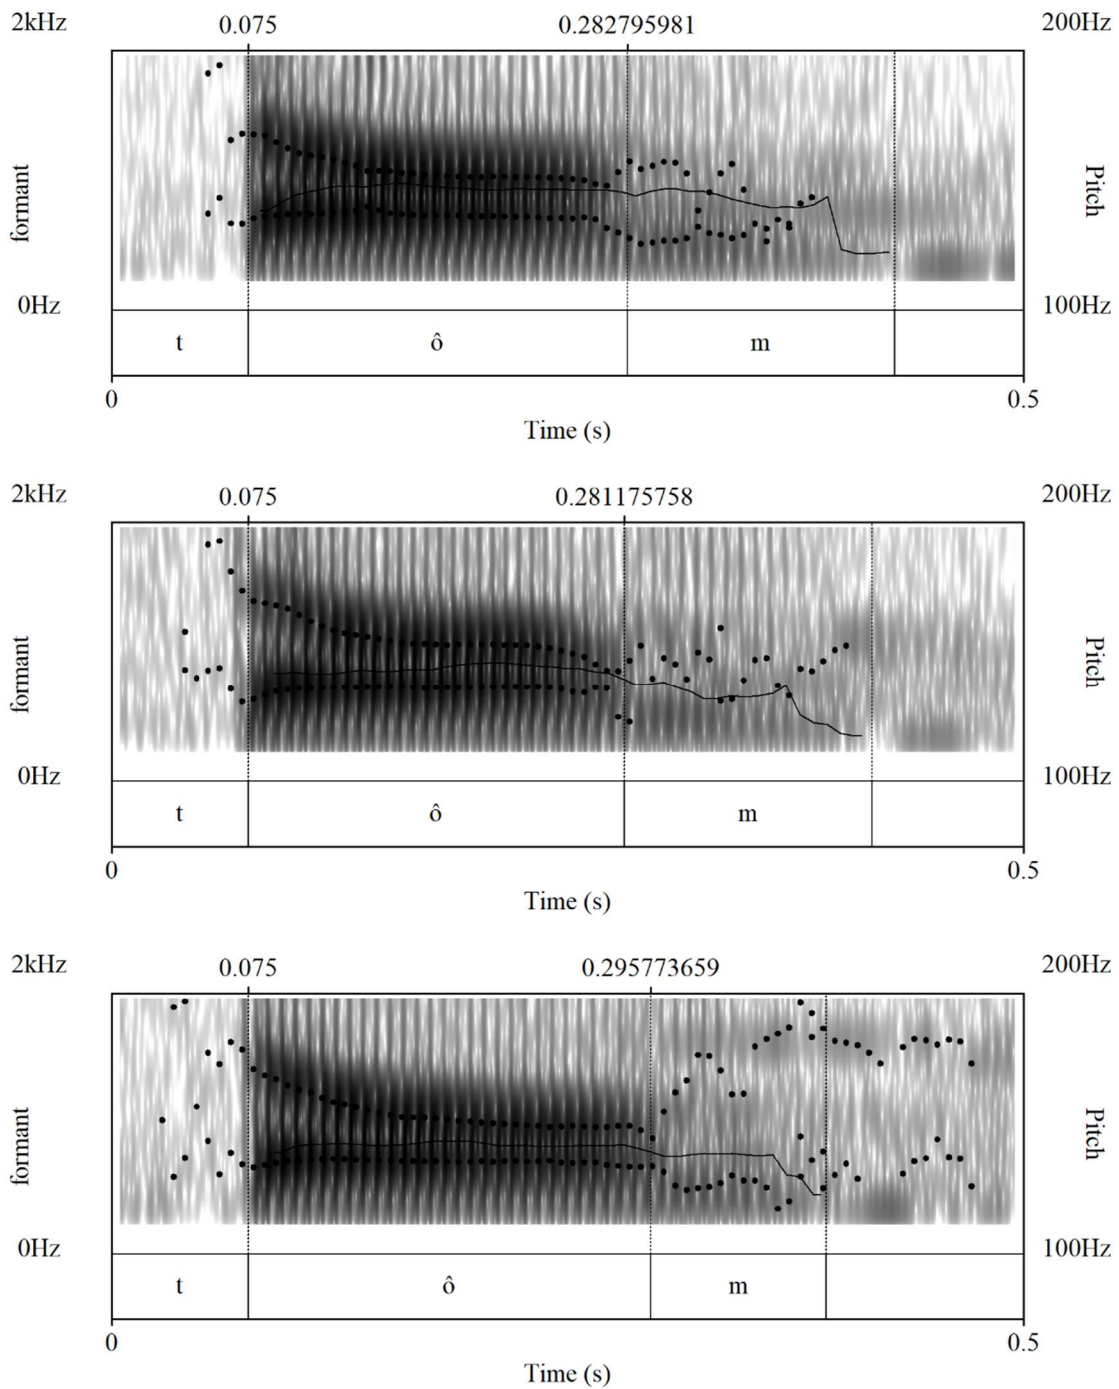 2kHz 0.075 0.282795981 200Hz
formant Pitch
0Hz 100Hz
t ô m
0 0.5
Time (s)
2kHz 0.075 0.281175758 200Hz
formant Pitch
0Hz 100Hz
t ô m
0 0.5
Time (s)
2kHz 0.075 0.295773659 200Hz
formant Pitch
0Hz 100Hz
t ô m
0 0.5
Time (s)